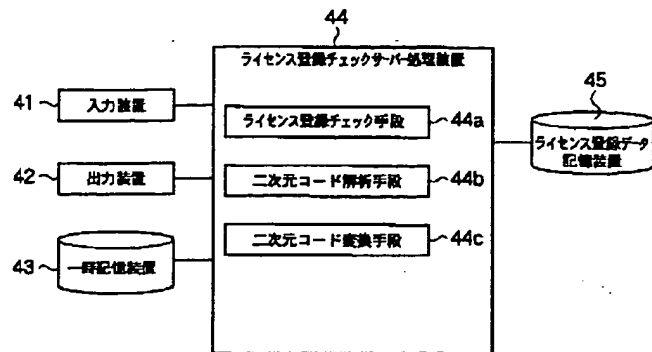 44
ライセンス登録チェックサーバー処理装置
41
入力装置
42
出力装置
43
一時記憶装置
ライセンス登録チェック手段
44a
二次元コード解析手段
44b
二次元コード変換手段
44c
45
ライセンス登録データ
記憶装置